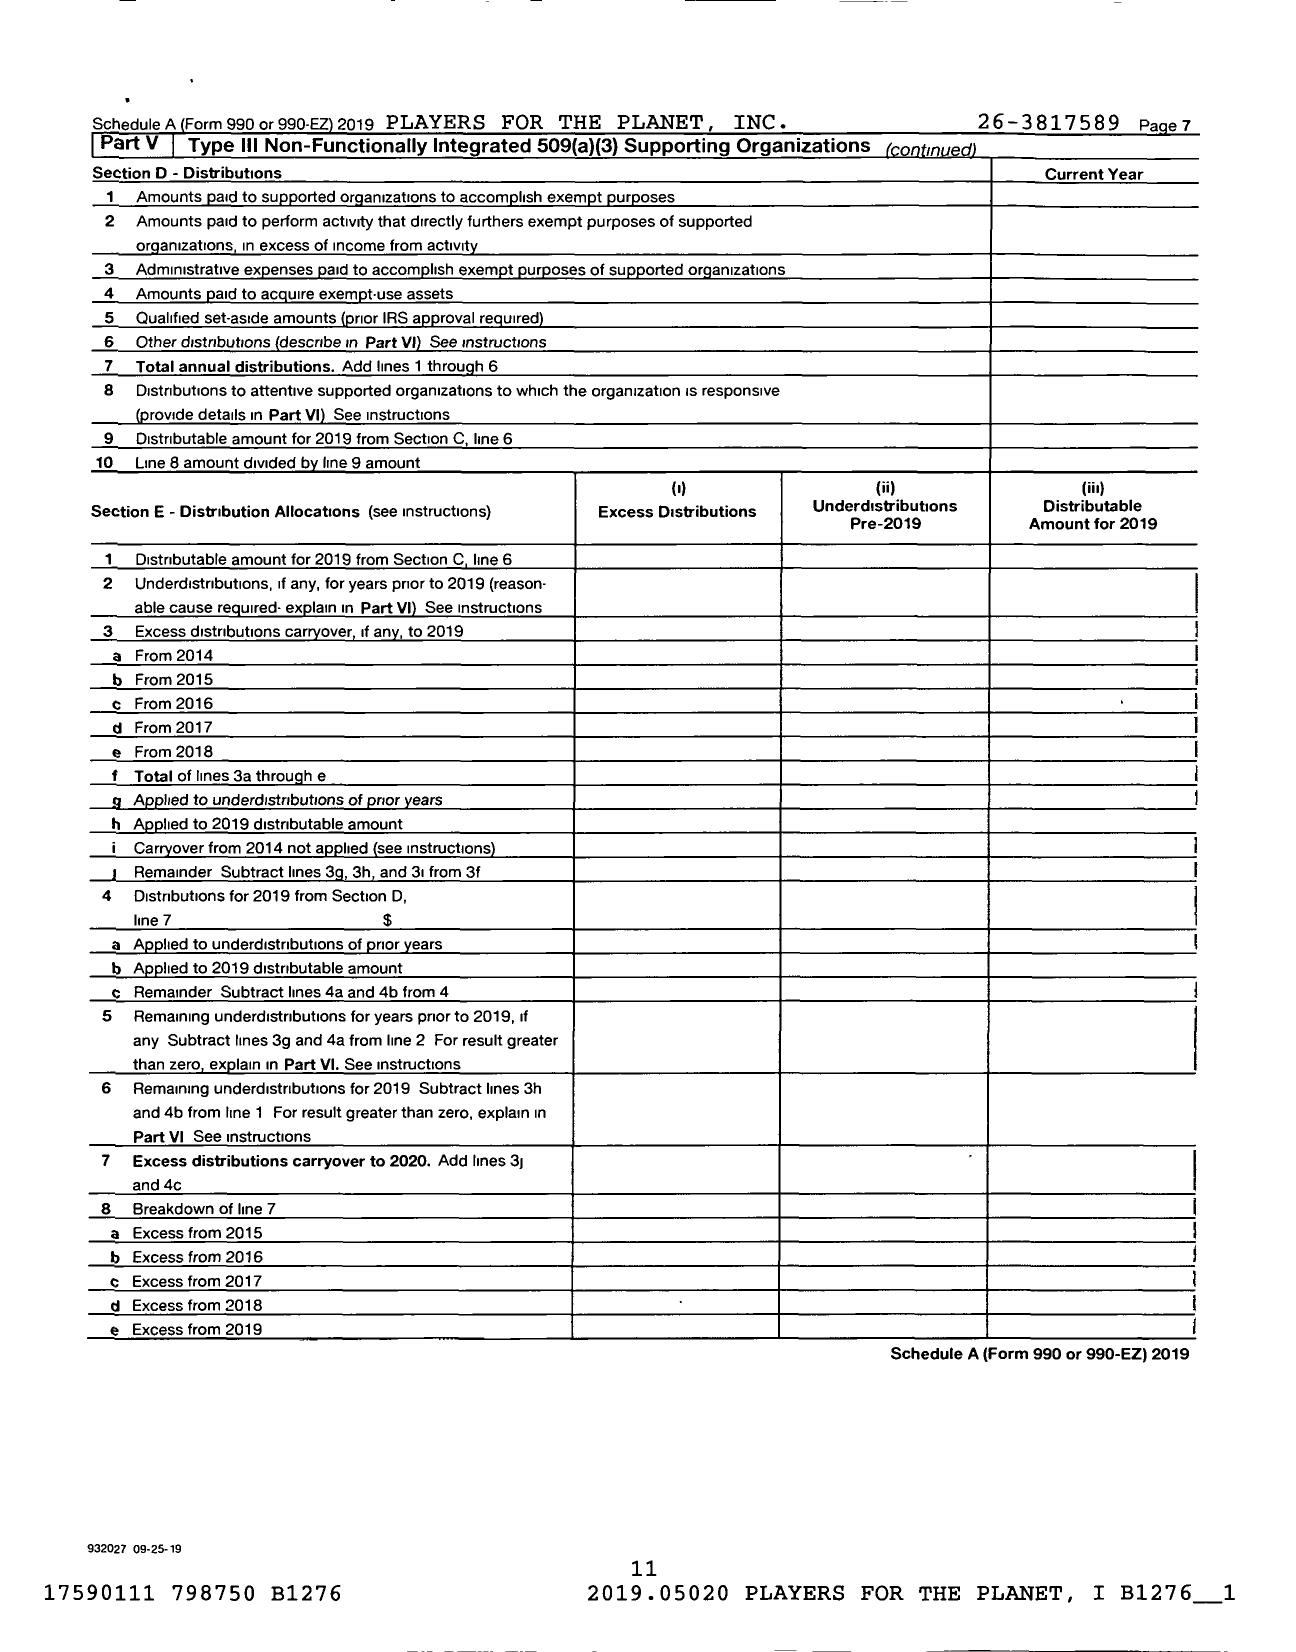 Schedule A (Form 990 or 990-EZ) 2019 PLAYERS FOR THE PLANET, INC. 26-3817589 Page 7
Part V Type III Non-Functionally Integrated 509(a)(3) Supporting Organizations (continued)
Section D - Distributions Current Year
1 Amounts paid to supported organizations to accomplish exempt purposes
2 Amounts paid to perform activity that directly furthers exempt purposes of supported
organizations, in excess of income from activity
3 Administrative expenses paid to accomplish exempt purposes of supported organizations
4 Amounts paid to acquire exempt-use assets
5 Qualified set-aside amounts (prior IRS approval required)
6 Other distributions (describe in Part VI) See instructions
7 Total annual distributions. Add lines 1 through 6
8 Distributions to attentive supported organizations to which the organization is responsive
(provide details in Part VI) See instructions
9 Distributable amount for 2019 from Section C, line 6
10 Line 8 amount divided by line 9 amount
Section E - Distribution Allocations (see instructions)
(i)
Excess Distributions
(ii)
Underdistributions
Pre-2019
(iii)
Distributable
Amount for 2019
1 Distributable amount for 2019 from Section C, line 6
2 Underdistributions, if any, for years prior to 2019 (reason-
able cause required- explain in Part VI) See instructions
3 Excess distributions carryover, if any, to 2019
a From 2014
b From 2015
c From 2016
d From 2017
e From 2018
f Total of lines 3a through e
g Applied to underdistributions of prior years
h Applied to 2019 distributable amount
i Carryover from 2014 not applied (see instructions)
j Remainder Subtract lines 3g, 3h, and 3i from 3f
4 Distributions for 2019 from Section D,
line 7 $
a Applied to underdistributions of prior years
b Applied to 2019 distributable amount
c Remainder Subtract lines 4a and 4b from 4
5 Remaining underdistributions for years prior to 2019, if
any Subtract lines 3g and 4a from line 2 For result greater
than zero, explain in Part VI. See instructions
6 Remaining underdistributions for 2019 Subtract lines 3h
and 4b from line 1 For result greater than zero, explain in
Part VI See instructions
7 Excess distributions carryover to 2020. Add lines 3j
and 4c
8 Breakdown of line 7
a Excess from 2015
b Excess from 2016
c Excess from 2017
d Excess from 2018
e Excess from 2019
Schedule A (Form 990 or 990-EZ) 2019
932027 09-25-19
11
17590111 798750 B1276 2019.05020 PLAYERS FOR THE PLANET, I B1276__1